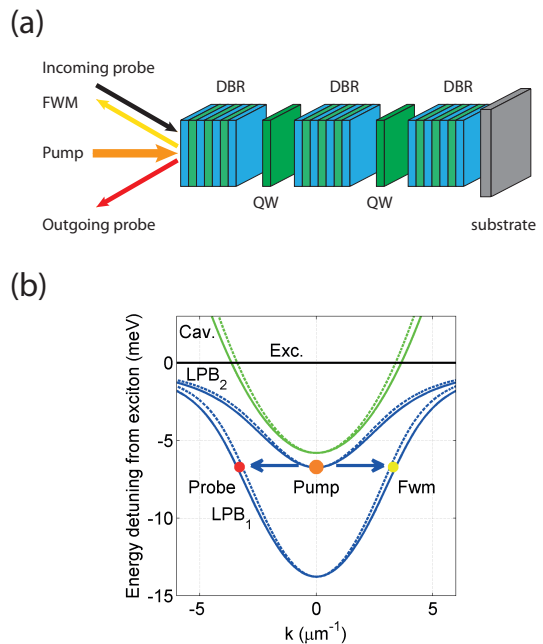 (a)
Incoming probe
DBR DBR DBR
FWM
Pump
QW QW
Outgoing probe
substrate
(b)
Energy detuning from exciton (meV)
Cav.
Exc.
0
LPB2
-5
Probe Pump Fwm
LPB1
-10
-15
-5 0 5
k (μm⁻¹)